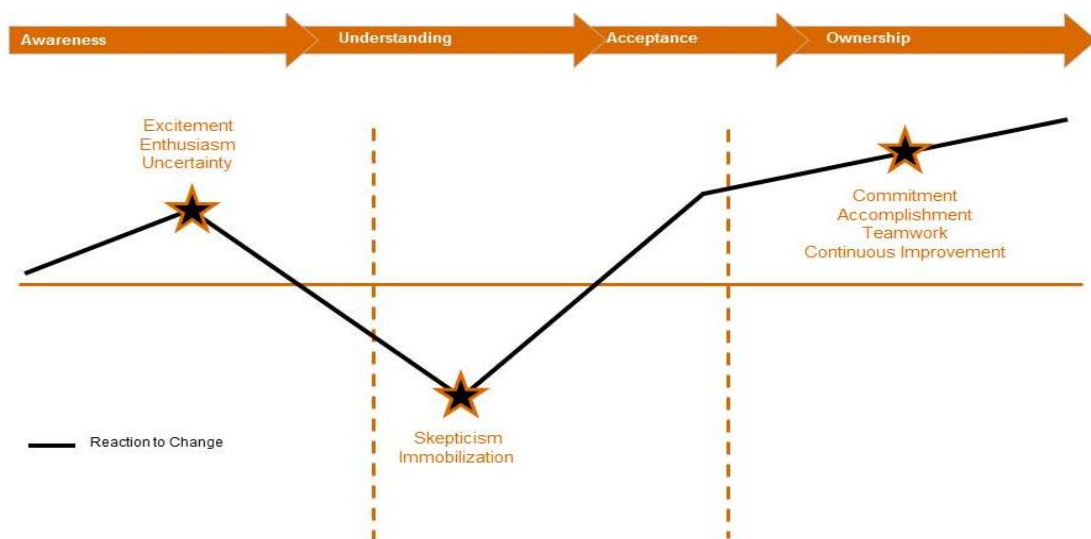 Awareness
Understanding
Acceptance
Ownership
Excitement
Enthusiasm
Uncertainty
Commitment
Accomplishment
Teamwork
Continuous Improvement
Skepticism
Immobilization
Reaction to Change